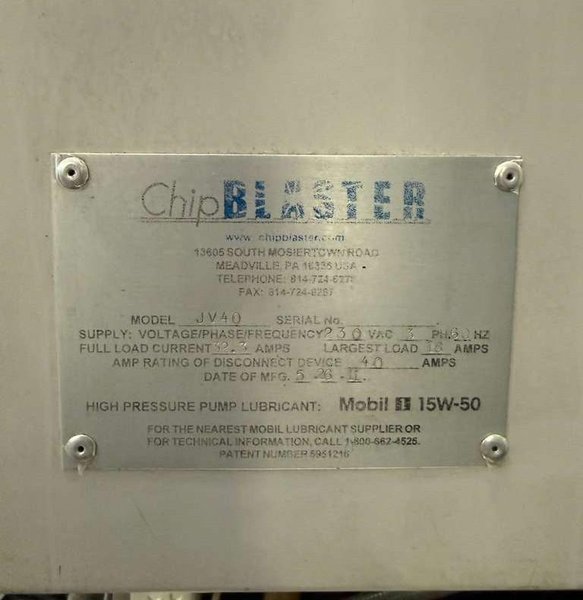 ChipBLASTER
www.chipblaster.com
13605 SOUTH MOSIERTOWN ROAD
MEADVILLE, PA 16335 USA
TELEPHONE: 814-724-6278
FAX: 814-724-6287
MODEL JV40 SERIAL No.
SUPPLY: VOLTAGE/PHASE/FREQUENCY 230 VAC 3 PH. 60 HZ
FULL LOAD CURRENT 32.3 AMPS LARGEST LOAD 18 AMPS
AMP RATING OF DISCONNECT DEVICE 40 AMPS
DATE OF MFG. 5.26.11
HIGH PRESSURE PUMP LUBRICANT: Mobil 1 15W-50
FOR THE NEAREST MOBIL LUBRICANT SUPPLIER OR
FOR TECHNICAL INFORMATION, CALL 1-800-662-4525.
PATENT NUMBER 5951216